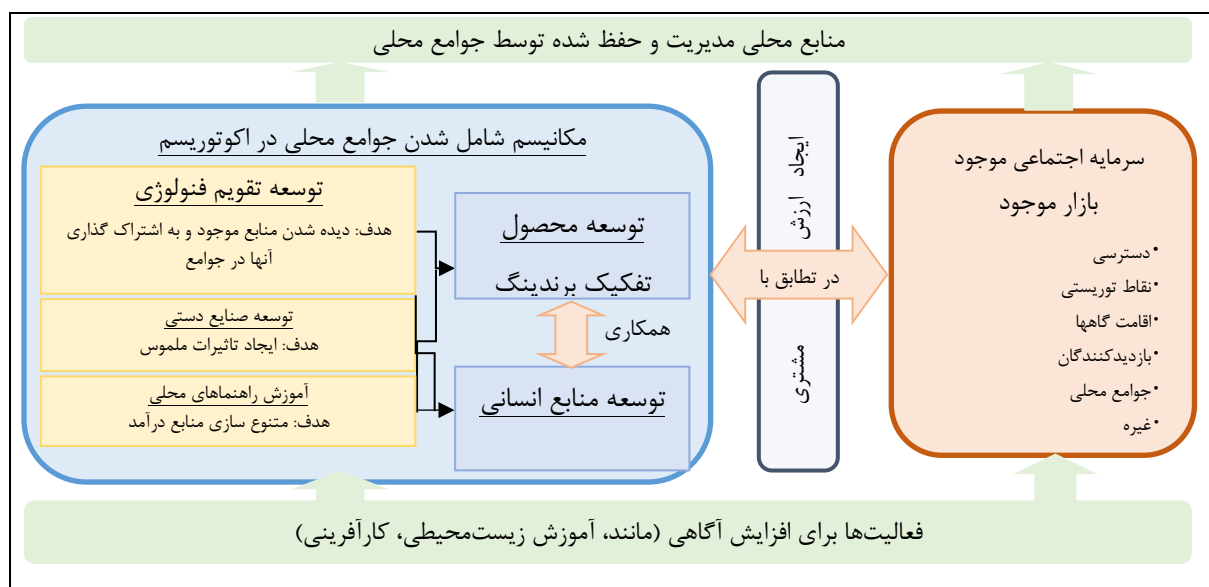 منابع محلی مدیریت و حفظ شده توسط جوامع محلی
سرمایه اجتماعی موجود
بازار موجود
•دسترسی
•نقاط توریستی
•اقامت گاهها
•بازدیدکنندگان
•جوامع محلی
•غیره
ایجاد ارزش
در تطابق با
مشتری
مکانیسم شامل شدن جوامع محلی در اکوتوریسم
توسعه محصول
تفکیک برندینگ
همکاری
توسعه منابع انسانی
توسعه تقویم فنولوژی
هدف: دیده شدن منابع موجود و به اشتراک گذاری
آنها در جوامع
توسعه صنایع دستی
هدف: ایجاد تاثیرات ملموس
آموزش راهنماهای محلی
هدف: متنوع سازی منابع درآمد
فعالیت‌ها برای افزایش آگاهی (مانند، آموزش زیست‌محیطی، کارآفرینی)